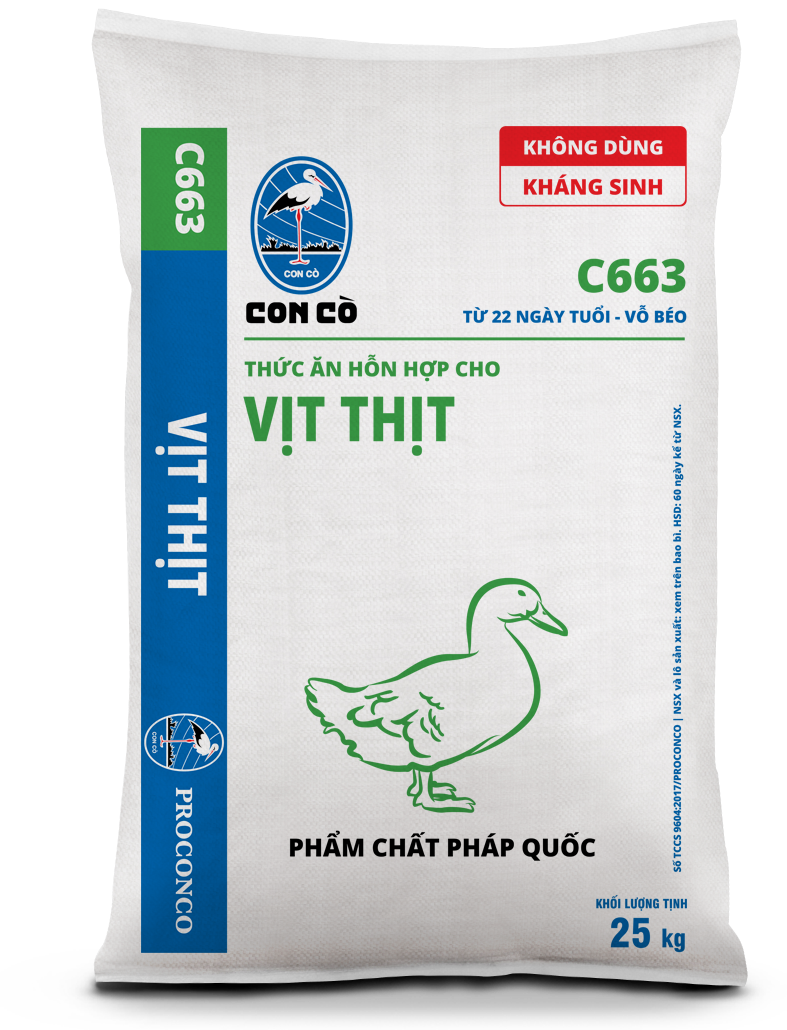 C663
VỊT THỊT
CON CÒ
PROCONCO
CON CÒ
CON CÒ
KHÔNG DÙNG
KHÁNG SINH
C663
TỪ 22 NGÀY TUỔI - VỖ BÉO
THỨC ĂN HỖN HỢP CHO
VỊT THỊT
PHẨM CHẤT PHÁP QUỐC
Số TCCS 9604:2017/PROCONCO | NSX và lô sản xuất: xem trên bao bì. HSD: 60 ngày kể từ NSX.
KHỐI LƯỢNG TỊNH
25 kg